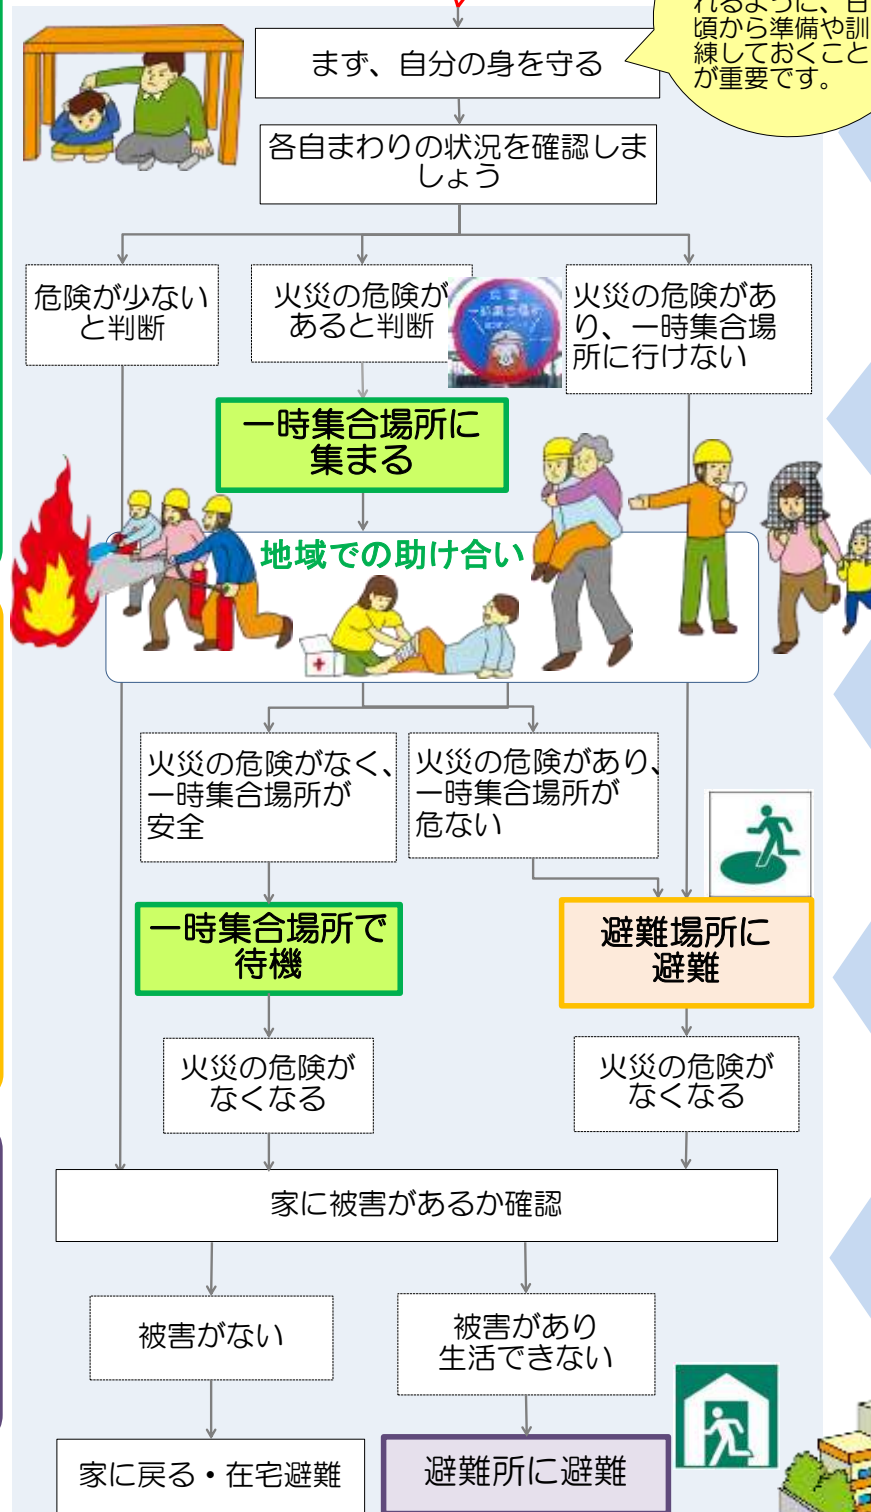 れるように、日
頃から準備や訓
練しておくこと
が重要です。
まず、自分の身を守る
各自まわりの状況を確認しま
しょう
危険が少ない
と判断
火災の危険が
あると判断
一時集合場所
火災の危険があ
り、一時集合場
所に行けない
一時集合場所に
集まる
地域での助け合い
火災の危険がなく、
一時集合場所が
安全
火災の危険があり、
一時集合場所が
危ない
一時集合場所で
待機
避難場所に
避難
火災の危険が
なくなる
火災の危険が
なくなる
家に被害があるか確認
被害がない
被害があり
生活できない
家に戻る・在宅避難
避難所に避難